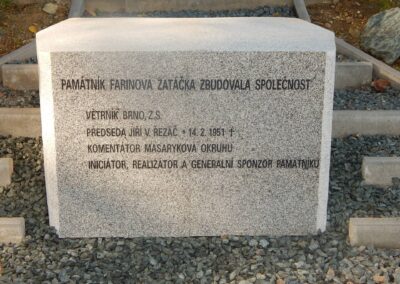 PAMÁTNÍK FARINOVA ZATÁČKA ZBUDOVALA SPOLEČNOST
VĚTRNÍK BRNO, Z.S.
PŘEDSEDA JIŘÍ V. ŘEZÁČ * 14. 2. 1951 †
KOMENTÁTOR MASARYKOVA OKRUHU
INICIÁTOR, REALIZÁTOR A GENERÁLNÍ SPONZOR PAMÁTNÍKU